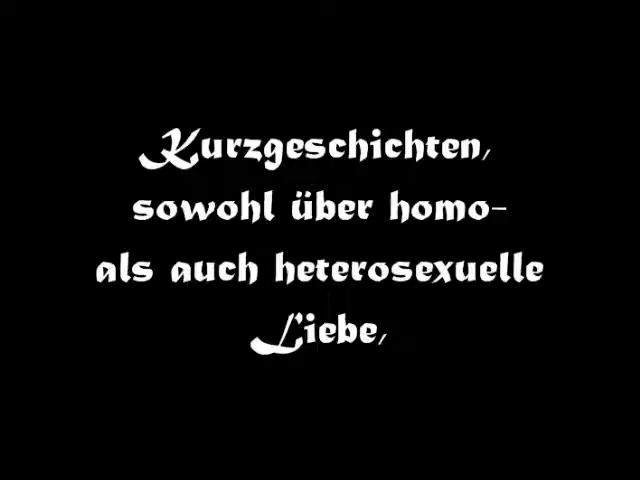 Kurzgeschichten,
sowohl über homo-
als auch heterosexuelle
Liebe,